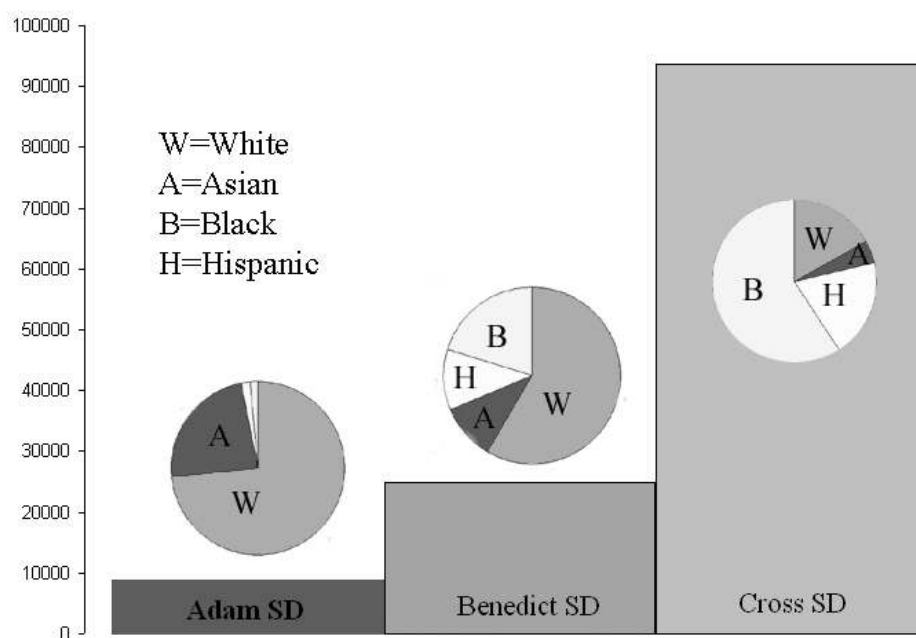 100000
90000
80000
70000
60000
50000
40000
30000
20000
10000
0
W=White
A=Asian
B=Black
H=Hispanic
A
W
B
H
A
W
W
A
H
B
Adam SD
Benedict SD
Cross SD